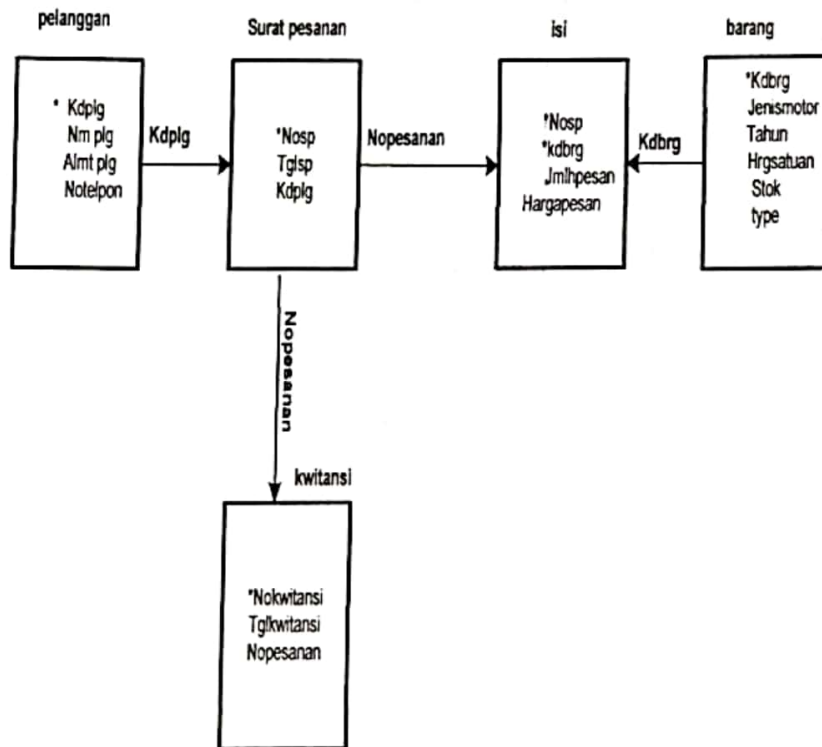 pelanggan
Surat pesanan
isi
barang
* Kdplg
Nm plg
Almt plg
Notelpon
Kdplg
*Nosp
Tglsp
Kdplg
Nopesanan
*Nosp
*kdbrg
Jmlhpesan
Hargapesan
Kdbrg
*Kdbrg
Jenismotor
Tahun
Hrgsatuan
Stok
type
Nopesanan
kwitansi
*Nokwitansi
Tglkwitansi
Nopesanan